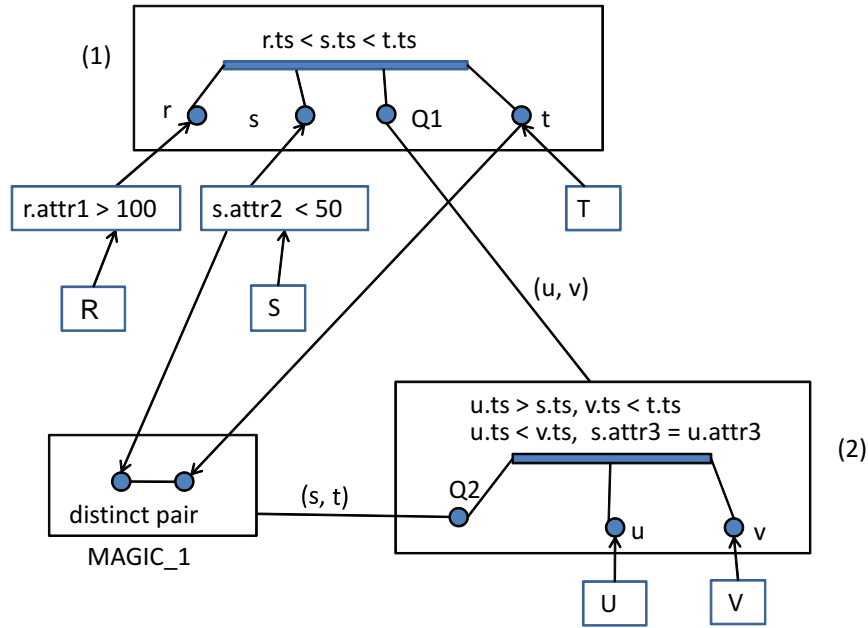 (1)
r.ts < s.ts < t.ts
r
s
Q1
t
r.attr1 > 100
s.attr2 < 50
T
R
S
(u, v)
u.ts > s.ts, v.ts < t.ts
u.ts < v.ts, s.attr3 = u.attr3
(2)
Q2
(s, t)
distinct pair
u
v
MAGIC_1
U
V